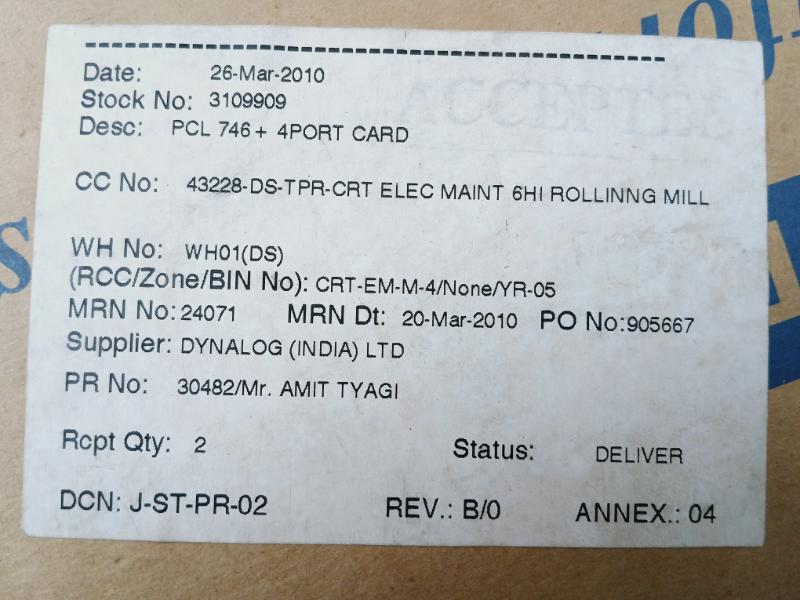 Date: 26-Mar-2010
Stock No: 3109909
Desc: PCL 746+ 4PORT CARD
CC No: 43228-DS-TPR-CRT ELEC MAINT 6HI ROLLINNG MILL
WH No: WH01(DS)
(RCC/Zone/BIN No): CRT-EM-M-4/None/YR-05
MRN No: 24071 MRN Dt: 20-Mar-2010 PO No:905667
Supplier: DYNALOG (INDIA) LTD
PR No: 30482/Mr. AMIT TYAGI
Rcpt Qty: 2 Status: DELIVER
DCN: J-ST-PR-02 REV.: B/0 ANNEX.: 04